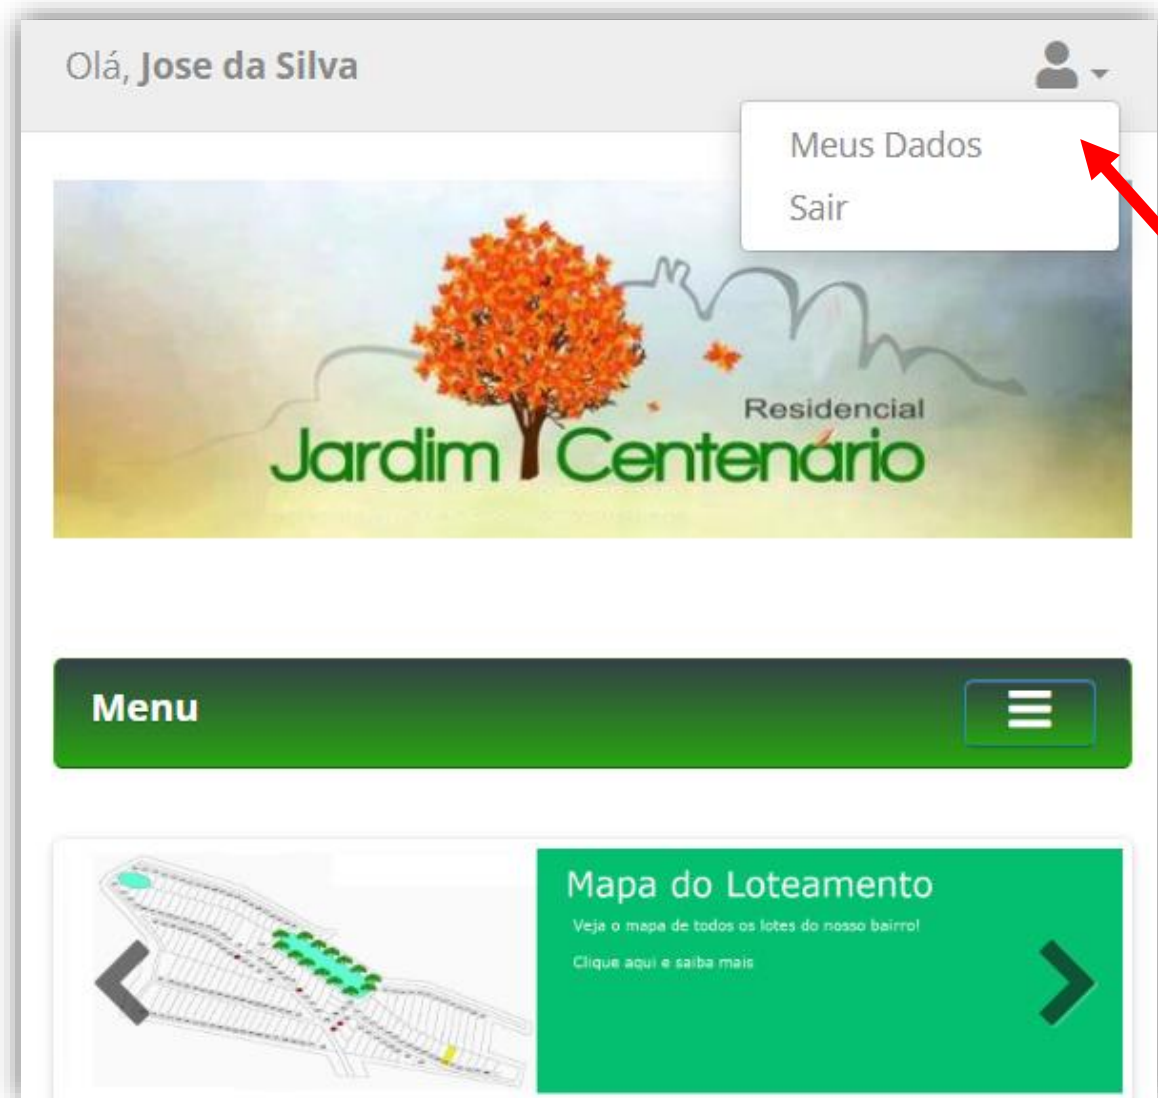 Olá, Jose da Silva
Meus Dados
Sair
Residencial
Jardim Centenário
Menu
Mapa do Loteamento
Veja o mapa de todos os lotes do nosso bairro!
Clique aqui e saiba mais